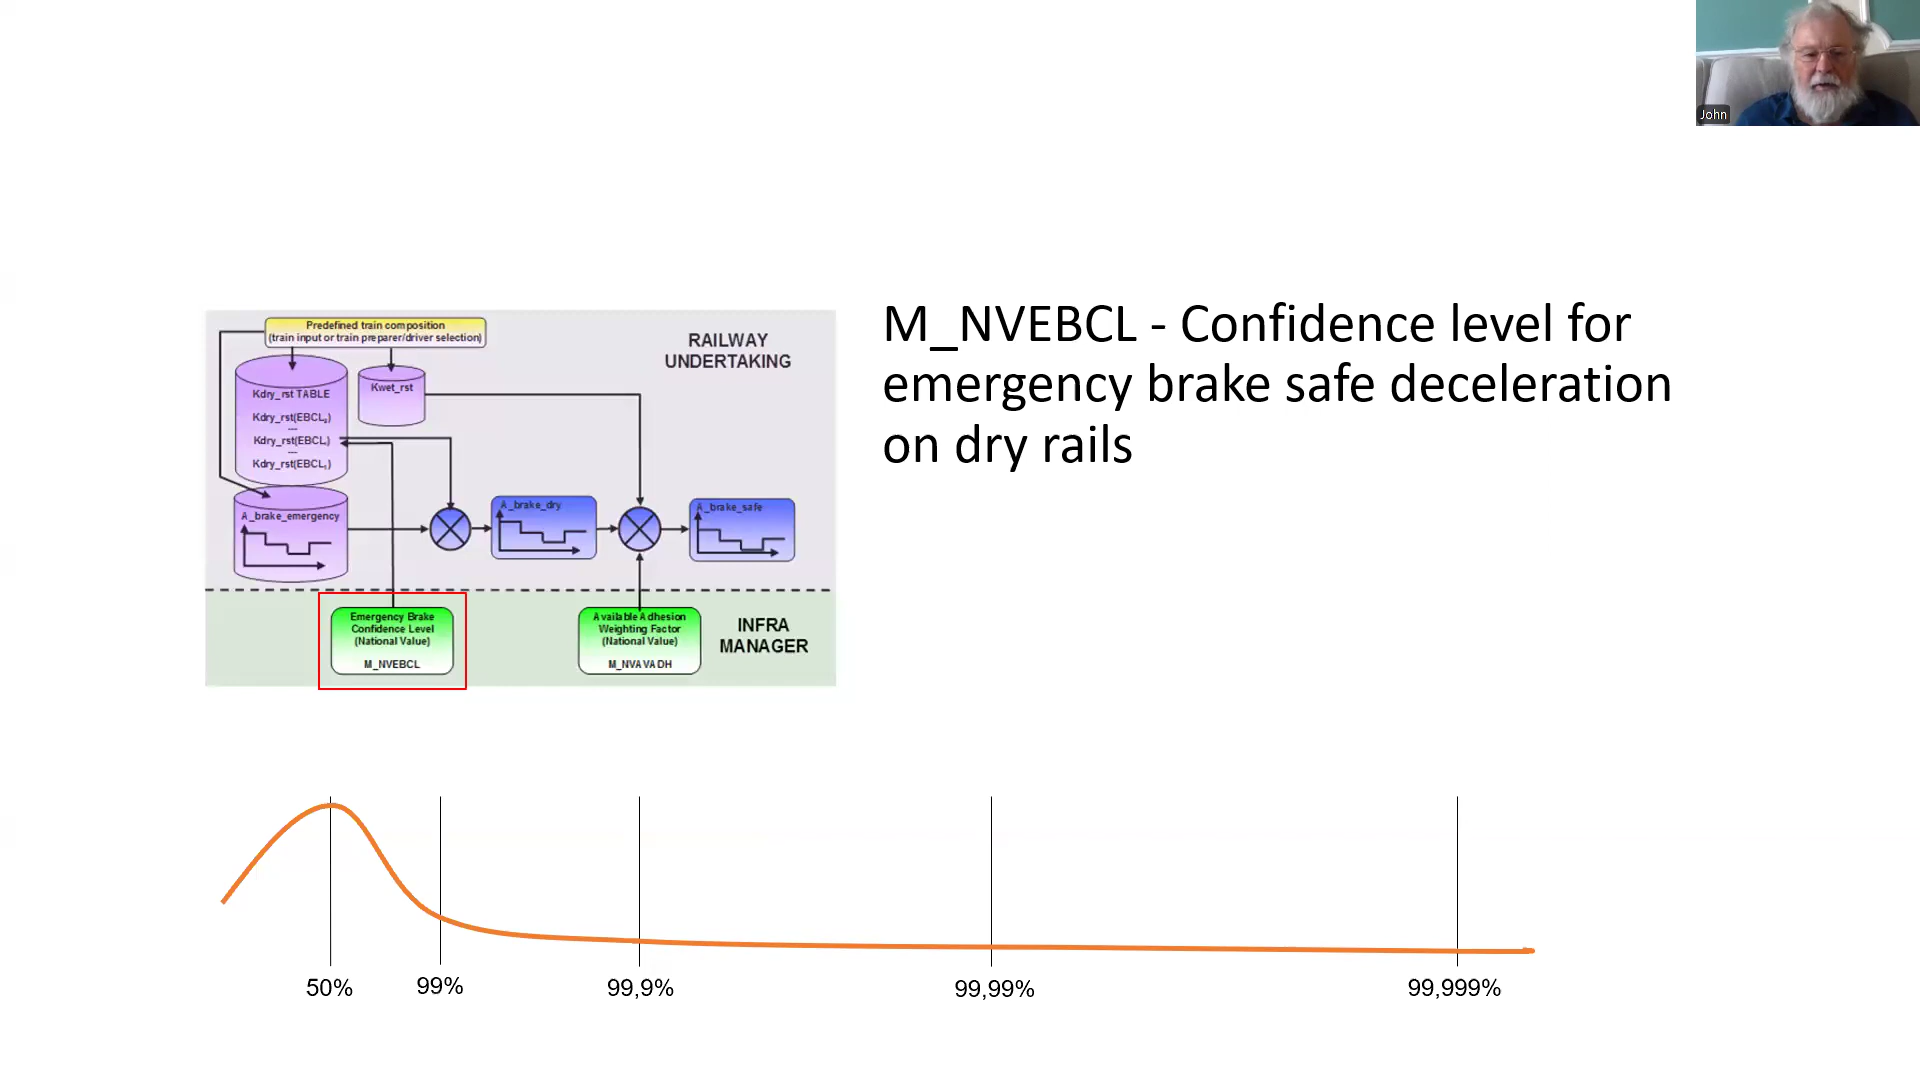 John
M_NVEBCL - Confidence level for
emergency brake safe deceleration
on dry rails
Predefined train composition
(train input or train preparer/driver selection)
RAILWAY
UNDERTAKING
Kdry_rst TABLE
Kdry_rst(EBCL₀)
---
Kdry_rst(EBCLᵢ)
---
Kwet_rst
A_brake_emergency
A_brake_dry
A_brake_safe
Emergency Brake
Confidence Level
(National Value)
M_NVEBCL
Available Adhesion
Weighting Factor
(National Value)
M_NVAVADH
INFRA
MANAGER
50%
99%
99,9%
99,99%
99,999%